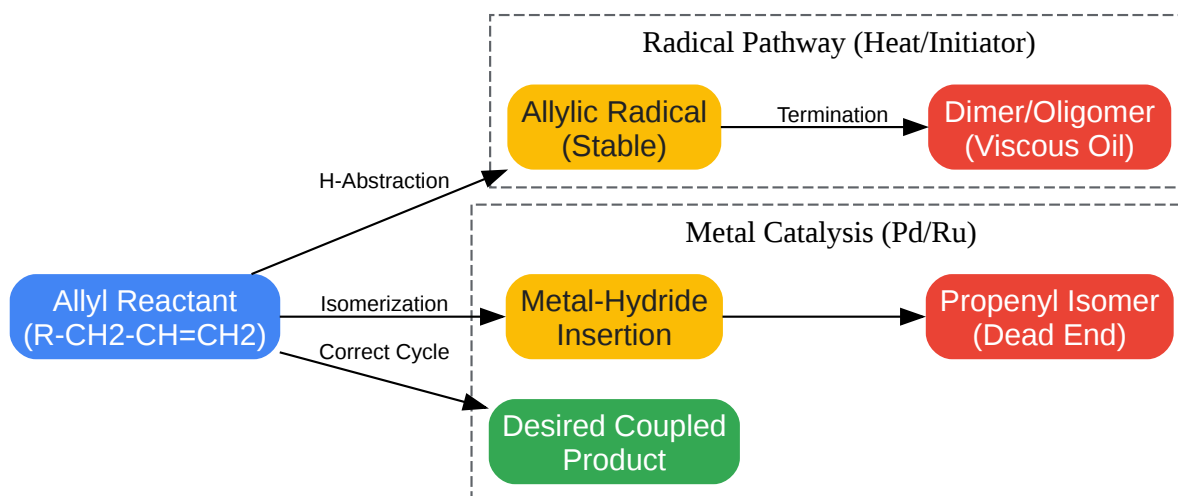 Radical Pathway (Heat/Initiator)
Allylic Radical
(Stable)
Termination
Dimer/Oligomer
(Viscous Oil)
H-Abstraction
Metal Catalysis (Pd/Ru)
Allyl Reactant
(R-CH2-CH=CH2)
Isomerization
Metal-Hydride
Insertion
Propenyl Isomer
(Dead End)
Correct Cycle
Desired Coupled
Product